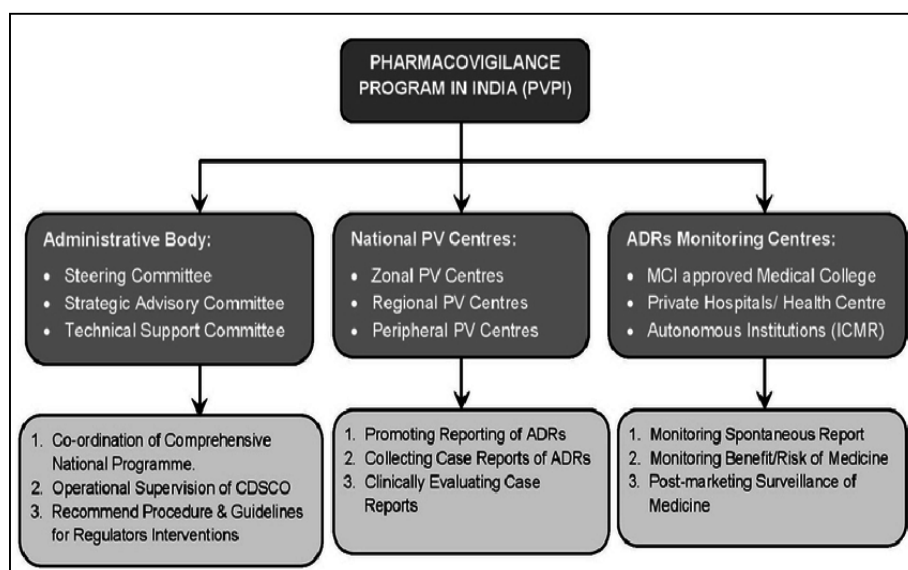 PHARMACOVIGILANCE
PROGRAM IN INDIA (PVPI)
Administrative Body:
• Steering Committee
• Strategic Advisory Committee
• Technical Support Committee
National PV Centres:
• Zonal PV Centres
• Regional PV Centres
• Peripheral PV Centres
ADRs Monitoring Centres:
• MCI approved Medical College
• Private Hospitals/ Health Centre
• Autonomous Institutions (ICMR)
1. Co-ordination of Comprehensive
National Programme.
2. Operational Supervision of CDSCO
3. Recommend Procedure & Guidelines
for Regulators Interventions
1. Promoting Reporting of ADRs
2. Collecting Case Reports of ADRs
3. Clinically Evaluating Case
Reports
1. Monitoring Spontaneous Report
2. Monitoring Benefit/Risk of Medicine
3. Post-marketing Surveillance of
Medicine